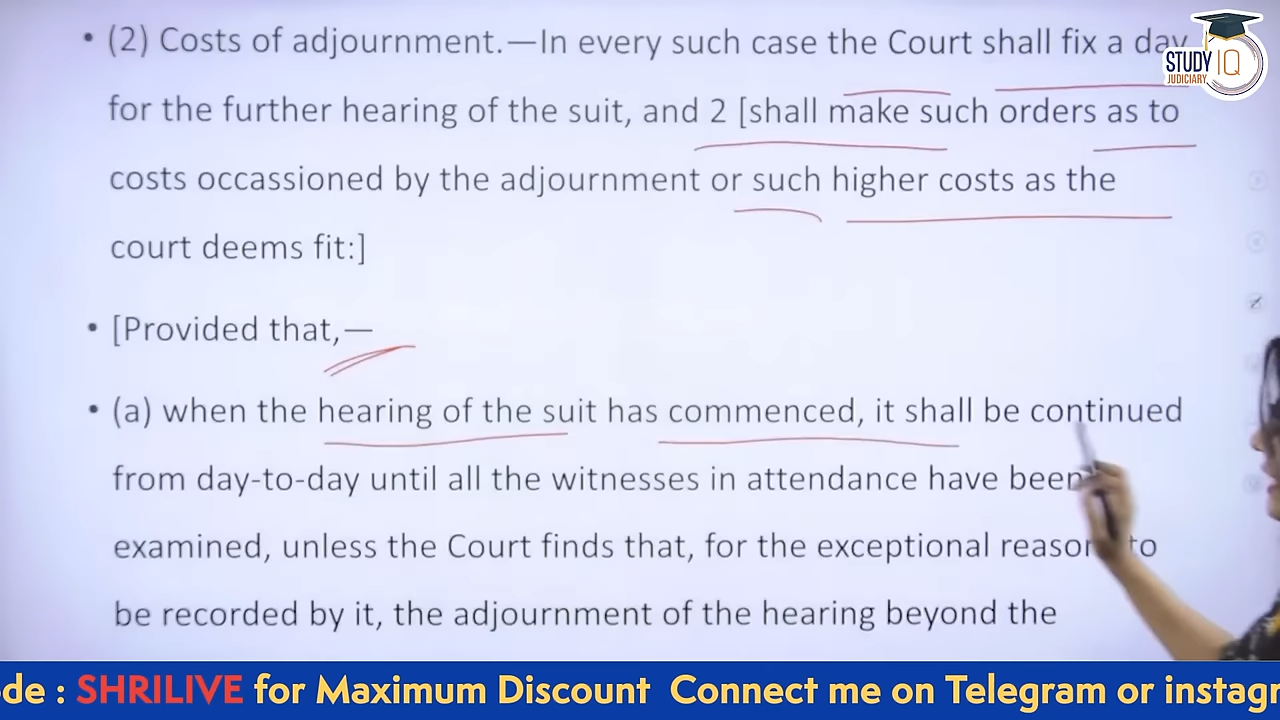 • (2) Costs of adjournment.—In every such case the Court shall fix a day
for the further hearing of the suit, and 2 [shall make such orders as to
costs occassioned by the adjournment or such higher costs as the
court deems fit:]
• [Provided that,—
• (a) when the hearing of the suit has commenced, it shall be continued
from day-to-day until all the witnesses in attendance have been
examined, unless the Court finds that, for the exceptional reason to
be recorded by it, the adjournment of the hearing beyond the
STUDY IQ
JUDICIARY
de : SHRILIVE for Maximum Discount Connect me on Telegram or instagr